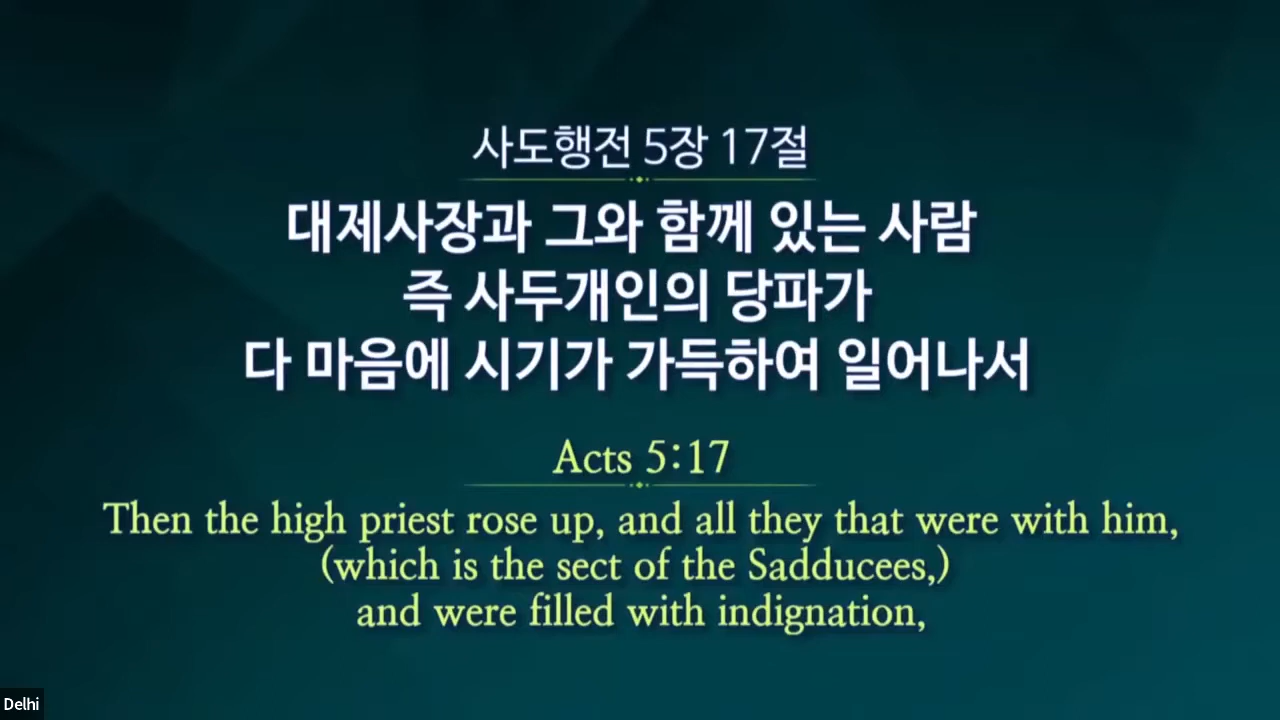 사도행전 5장 17절
대제사장과 그와 함께 있는 사람
즉 사두개인의 당파가
다 마음에 시기가 가득하여 일어나서
Acts 5:17
Then the high priest rose up, and all they that were with him,
(which is the sect of the Sadducees,)
and were filled with indignation,
Delhi